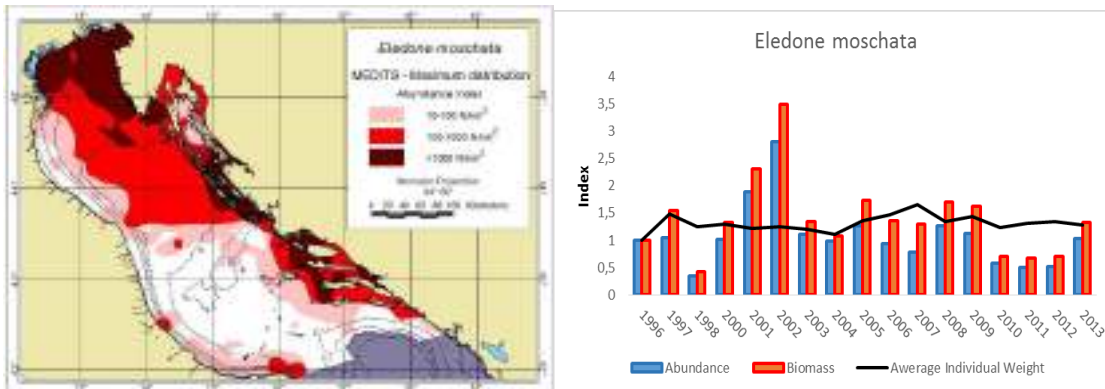 Eledone moschata
MEDITS - Maximum distribution
Abundance Index
10-100 N/km²
100-1000 N/km²
>1000 N/km²
Kilometers
Eledone moschata
Index
4
3,5
3
2,5
2
1,5
1
0,5
0
1996 1997 1998 2000 2001 2002 2003 2004 2005 2006 2007 2008 2009 2010 2011 2012 2013
Abundance Biomass Average Individual Weight